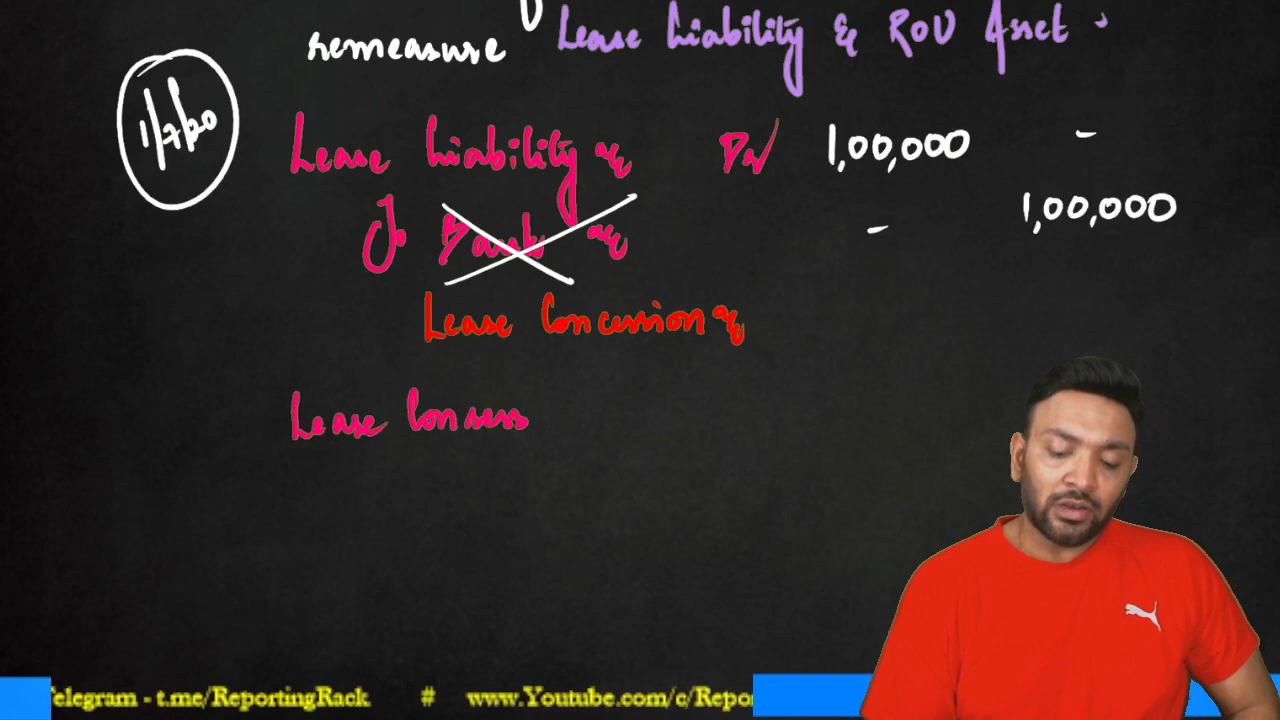 remeasure Lease Liability & ROU Asset
1/7/20
Lease Liability a/c Dr 1,00,000 -
To Bank a/c - 1,00,000
Lease Concession a/c
Lease Concess
Telegram - t.me/ReportingRack # www.Youtube.com/c/Repor